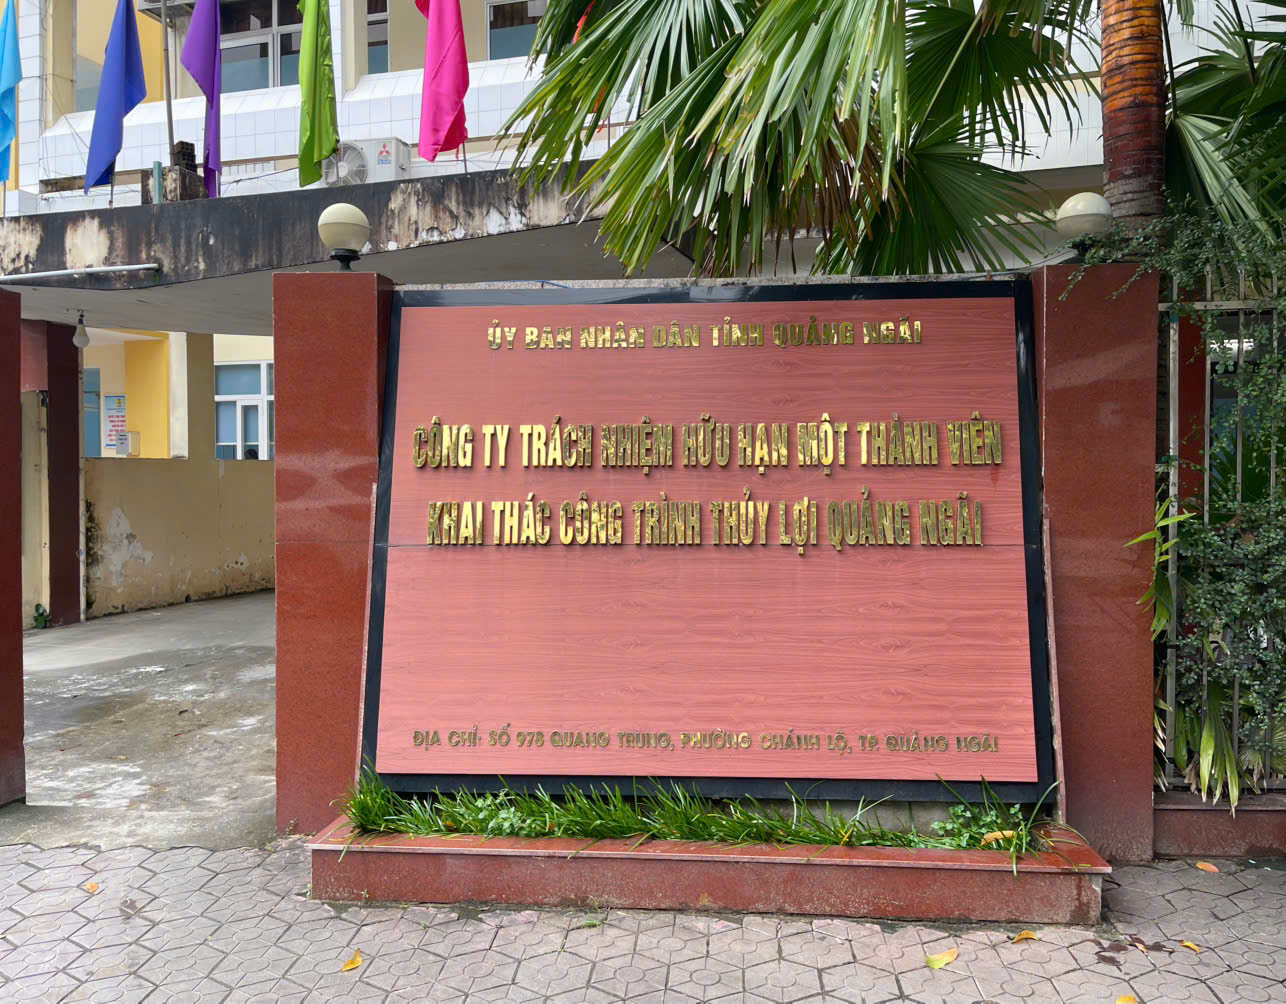 ỦY BAN NHÂN DÂN TỈNH QUẢNG NGÃI
CÔNG TY TRÁCH NHIỆM HỮU HẠN MỘT THÀNH VIÊN
KHAI THÁC CÔNG TRÌNH THỦY LỢI QUẢNG NGÃI
ĐỊA CHỈ: SỐ 978 QUANG TRUNG, PHƯỜNG CHÁNH LỘ, TP. QUẢNG NGÃI